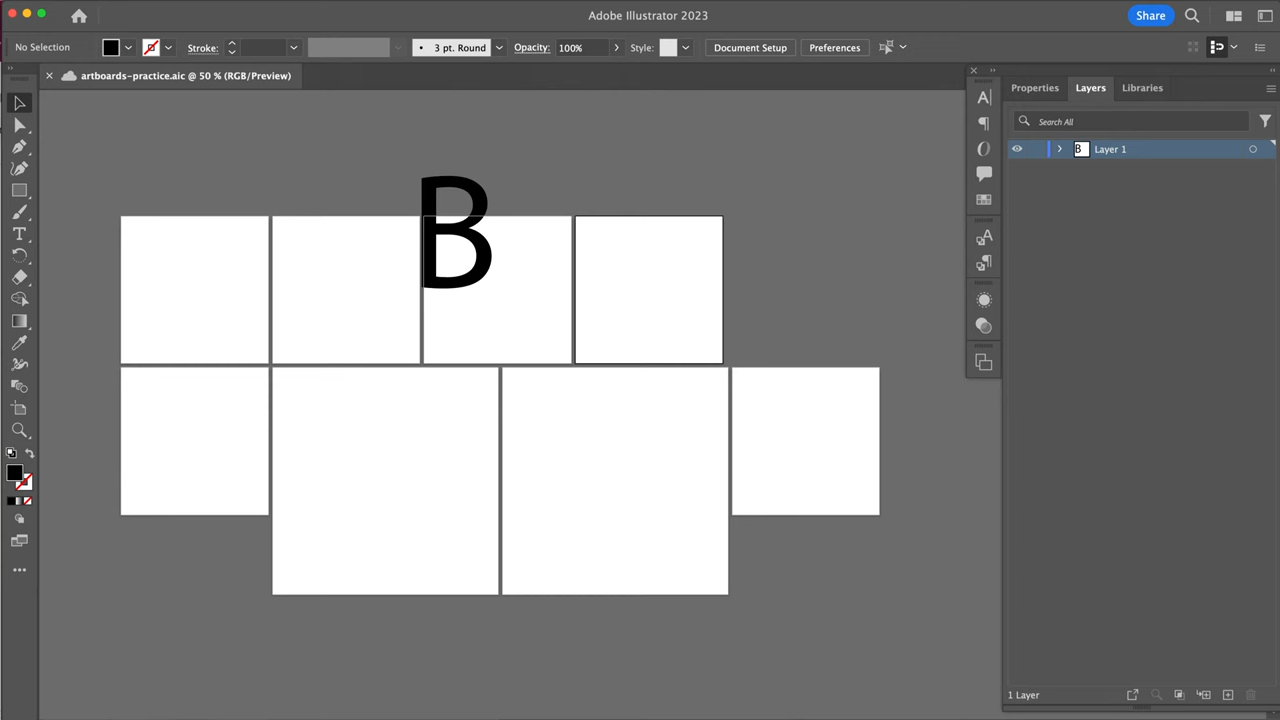 Adobe Illustrator 2023
Share
No Selection
Stroke:
3 pt. Round
Opacity:
100%
Style:
Document Setup
Preferences
artboards-practice.aic @ 50 % (RGB/Preview)
Properties
Layers
Libraries
Search All
B
Layer 1
B
1 Layer